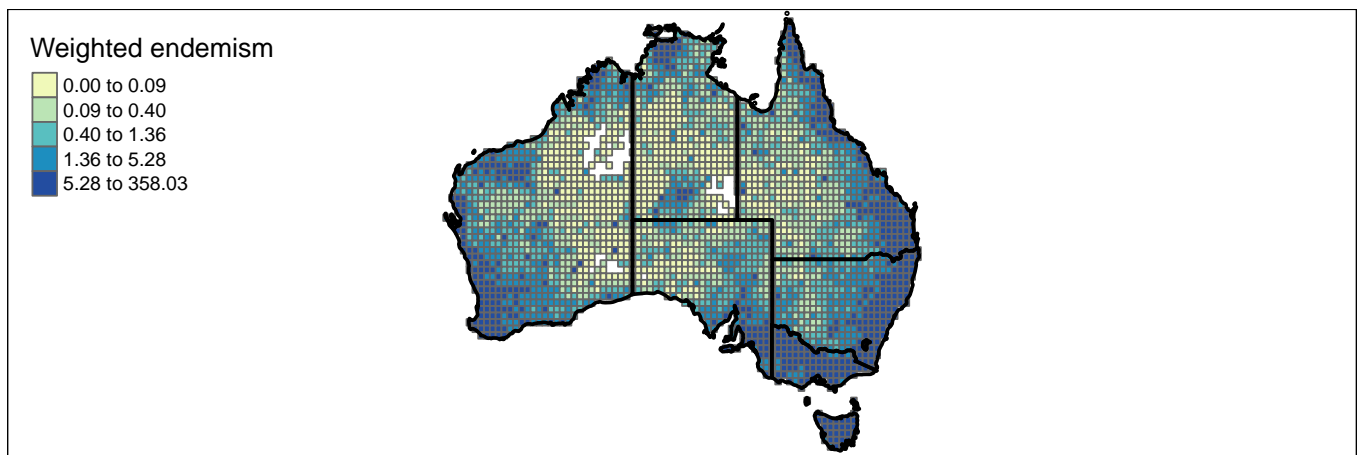 Weighted endemism
0.00 to 0.09
0.09 to 0.40
0.40 to 1.36
1.36 to 5.28
5.28 to 358.03